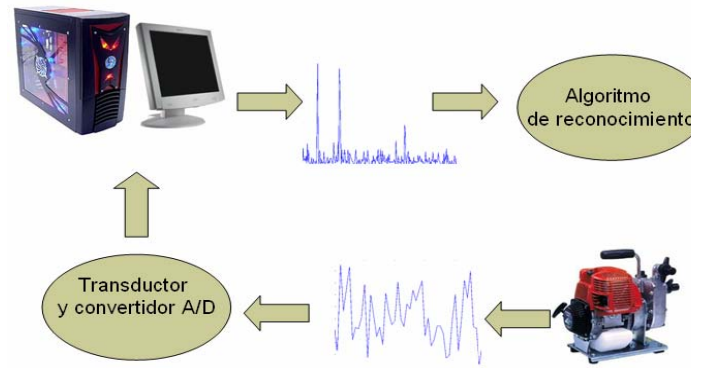 Algoritmo
de reconocimiento
Transductor
y convertidor A/D